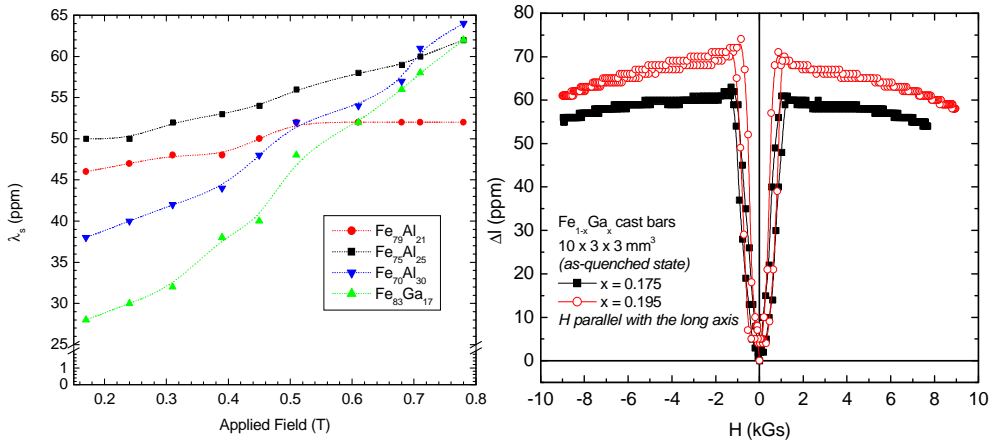 λs (ppm)
65
60
55
50
45
40
35
30
25
1
0
Fe79Al21
Fe75Al25
Fe70Al30
Fe83Ga17
0.2 0.3 0.4 0.5 0.6 0.7 0.8
Applied Field (T)
Δl (ppm)
80
70
60
50
40
30
20
10
0
Fe1-xGax cast bars
10 x 3 x 3 mm3
(as-quenched state)
x = 0.175
x = 0.195
H parallel with the long axis
-10 -8 -6 -4 -2 0 2 4 6 8 10
H (kGs)